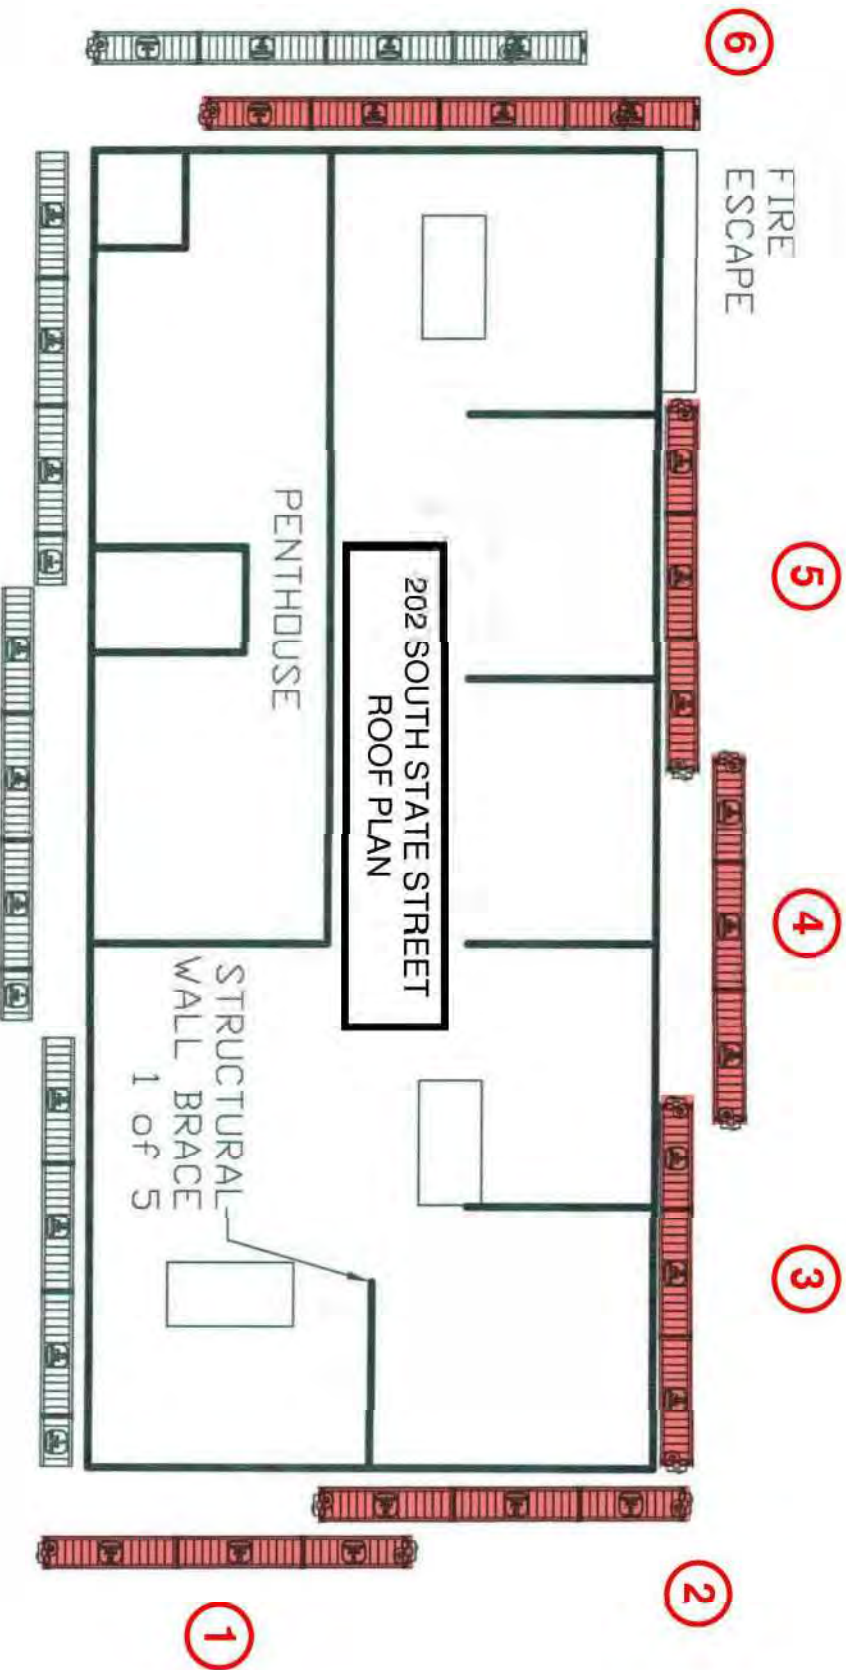 6
FIRE
ESCAPE
5
4
3
2
1
PENTHOUSE
202 SOUTH STATE STREET
ROOF PLAN
STRUCTURAL
WALL BRACE
1 of 5